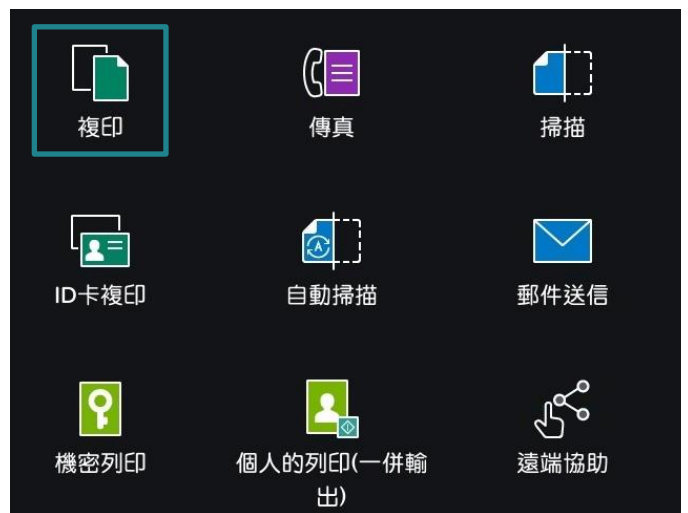 複印
傳真
掃描
ID卡複印
自動掃描
郵件送信
機密列印
個人的列印(一併輸
出)
遠端協助